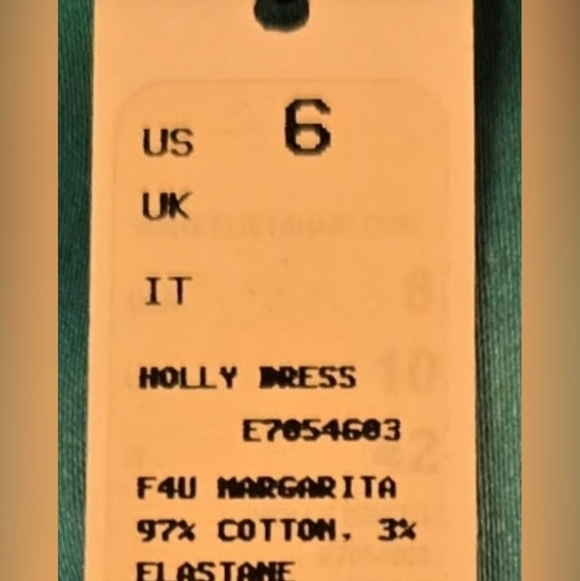 US 6
UK
IT
HOLLY DRESS
E7054603
F4U MARGARITA
97% COTTON, 3%
ELASTANE